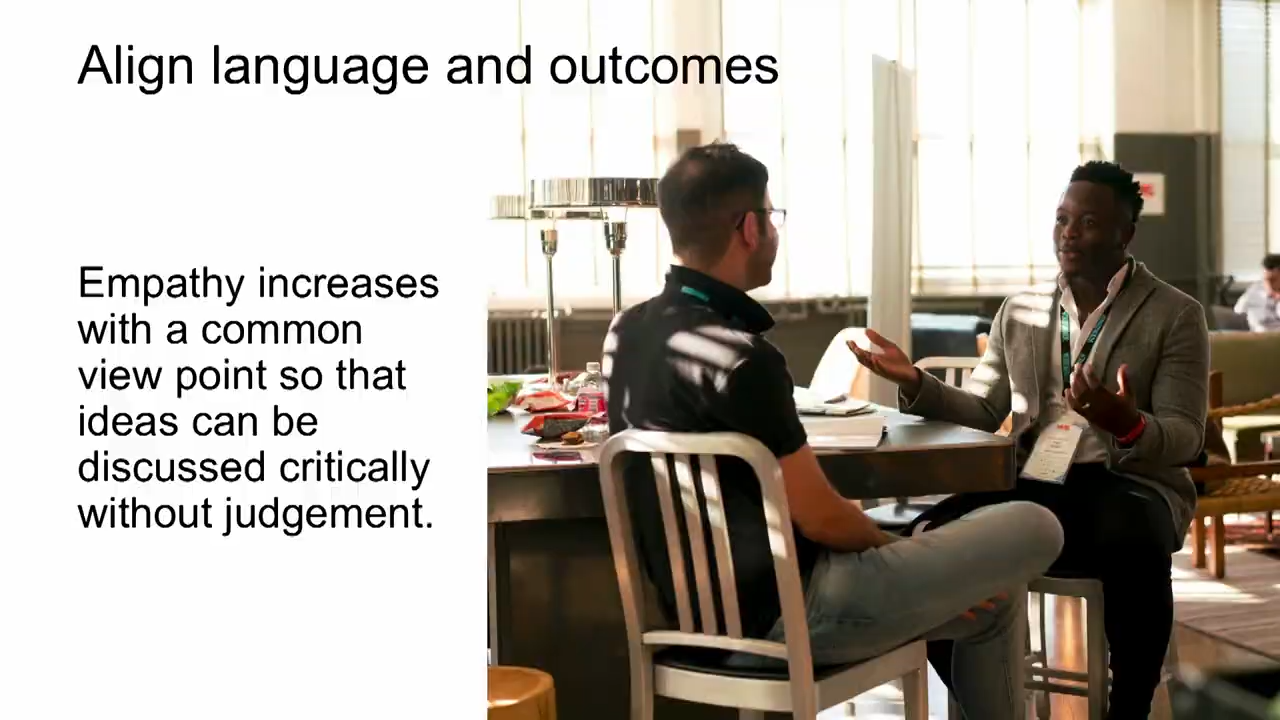 Align language and outcomes
Empathy increases
with a common
view point so that
ideas can be
discussed critically
without judgement.